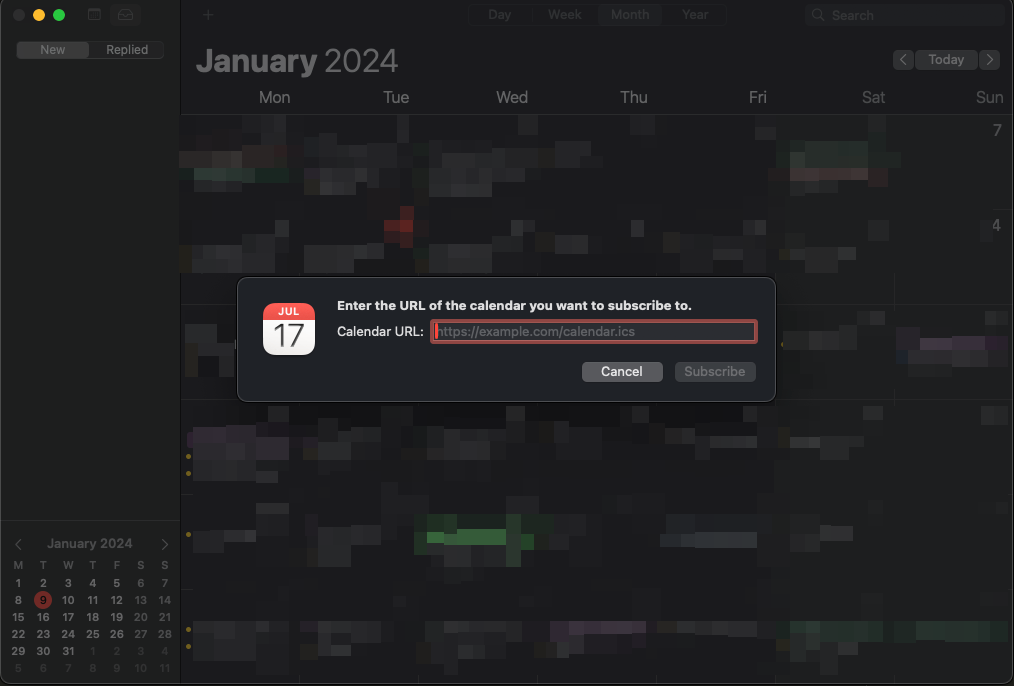 Day Week Month Year
Search
New Replied
January 2024
Today
Mon Tue Wed Thu Fri Sat Sun
7
4
Enter the URL of the calendar you want to subscribe to.
JUL
17
Calendar URL: https://example.com/calendar.ics
Cancel Subscribe
January 2024
M T W T F S S
1 2 3 4 5 6 7
8 9 10 11 12 13 14
15 16 17 18 19 20 21
22 23 24 25 26 27 28
29 30 31 1 2 3 4
5 6 7 8 9 10 11